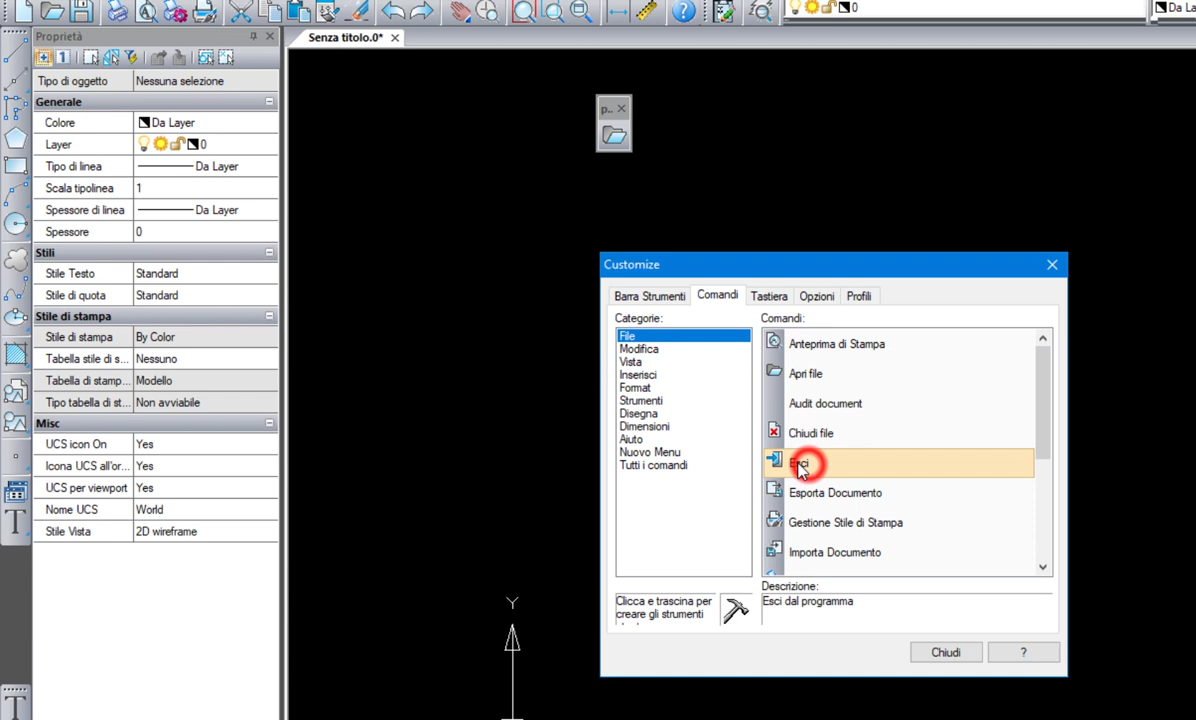 0
Da La
Proprietà
Senza titolo.0*
1
Tipo di oggetto Nessuna selezione
Generale
Colore Da Layer
Layer 0
Tipo di linea Da Layer
Scala tipolinea 1
Spessore di linea Da Layer
Spessore 0
Stili
Stile Testo Standard
Stile di quota Standard
Stile di stampa
Stile di stampa By Color
Tabella stile di s... Nessuno
Tabella di stamp... Modello
Tipo tabella di st... Non avviabile
Misc
UCS icon On Yes
Icona UCS all'or... Yes
UCS per viewport Yes
Nome UCS World
Stile Vista 2D wireframe
p..
Customize
Barra Strumenti Comandi Tastiera Opzioni Profili
Categorie:
File
Modifica
Vista
Inserisci
Format
Strumenti
Disegna
Dimensioni
Aiuto
Nuovo Menu
Tutti i comandi
Comandi:
Anteprima di Stampa
Apri file
Audit document
Chiudi file
Esci
Esporta Documento
Gestione Stile di Stampa
Importa Documento
Clicca e trascina per
creare gli strumenti
Descrizione:
Esci dal programma
Chiudi ?
Y
T
T